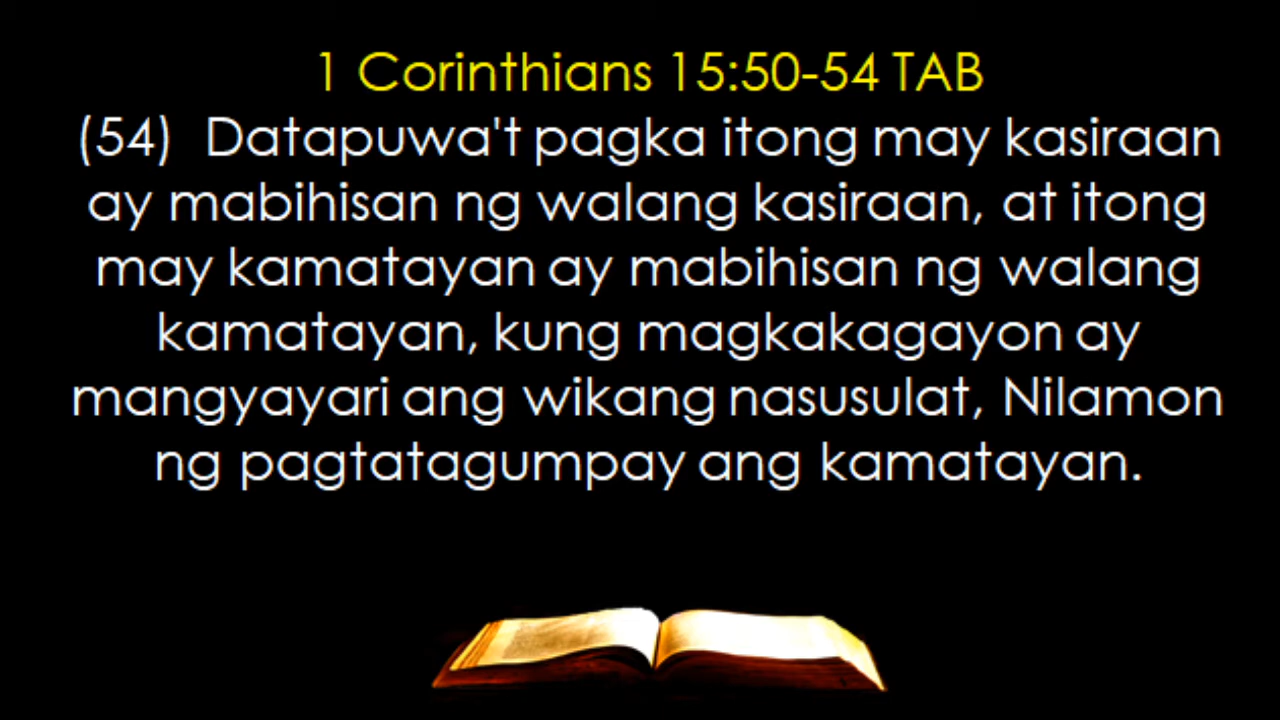 1 Corinthians 15:50-54 TAB
(54) Datapuwa't pagka itong may kasiraan
ay mabihisan ng walang kasiraan, at itong
may kamatayan ay mabihisan ng walang
kamatayan, kung magkakagayon ay
mangyayari ang wikang nasusulat, Nilamon
ng pagtatagumpay ang kamatayan.